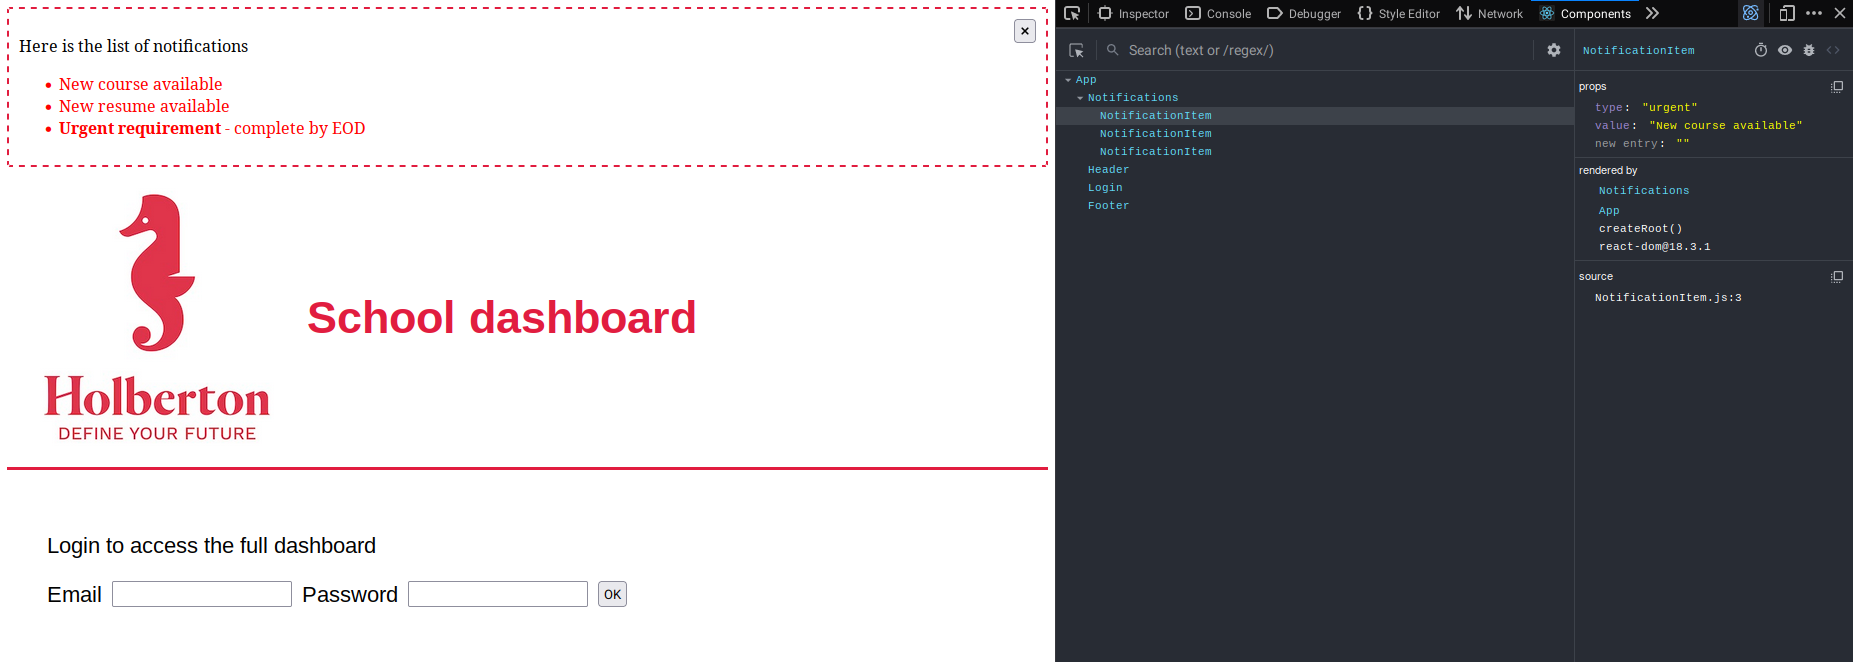 Here is the list of notifications
×
New course available
New resume available
Urgent requirement - complete by EOD
School dashboard
Holberton
DEFINE YOUR FUTURE
Login to access the full dashboard
Email Password OK
Inspector Console Debugger Style Editor Network Components
Search (text or /regex/)
App
Notifications
NotificationItem
NotificationItem
NotificationItem
Header
Login
Footer
NotificationItem
props
type: "urgent"
value: "New course available"
new entry: ""
rendered by
Notifications
App
createRoot()
react-dom@18.3.1
source
NotificationItem.js:3